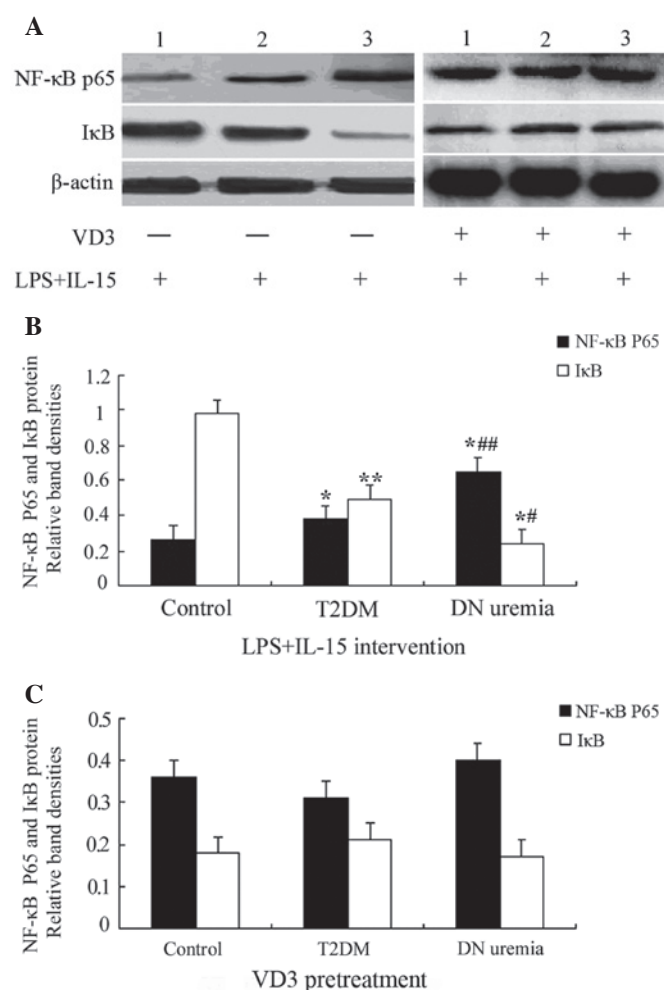 A
1 2 3 1 2 3
NF-κB p65
IκB
β-actin
VD3 — — — + + +
LPS+IL-15 + + + + + +
B
NF-κB P65 and IκB protein
Relative band densities
NF-κB P65
IκB
1.2
1
0.8
0.6
0.4
0.2
0
*
**
*##
*#
Control T2DM DN uremia
LPS+IL-15 intervention
C
NF-κB P65 and IκB protein
Relative band densities
NF-κB P65
IκB
0.5
0.4
0.3
0.2
0.1
0
Control T2DM DN uremia
VD3 pretreatment